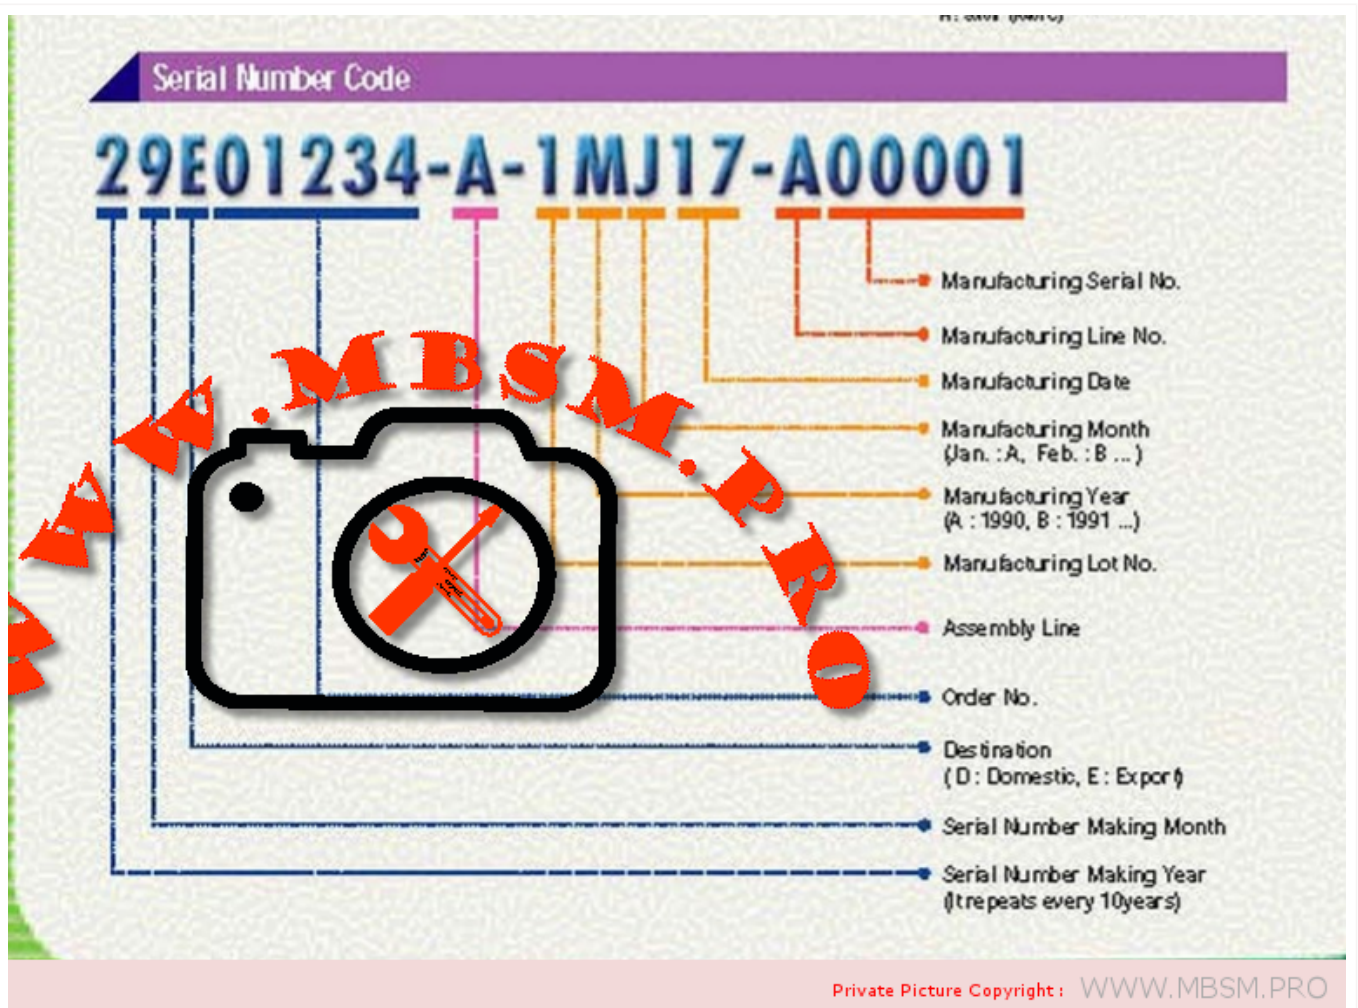 Serial Number Code
29E01234-A-1MJ17-A00001
Manufacturing Serial No.
Manufacturing Line No.
Manufacturing Date
Manufacturing Month
(Jan. : A, Feb. : B ... )
Manufacturing Year
(A : 1990, B : 1991 ...)
Manufacturing Lot No.
Assembly Line
Order No.
Destination
( D : Domestic, E : Export)
Serial Number Making Month
Serial Number Making Year
(It repeats every 10years)
WWW.MBSM.PRO
Private Picture Copyright : WWW.MBSM.PRO